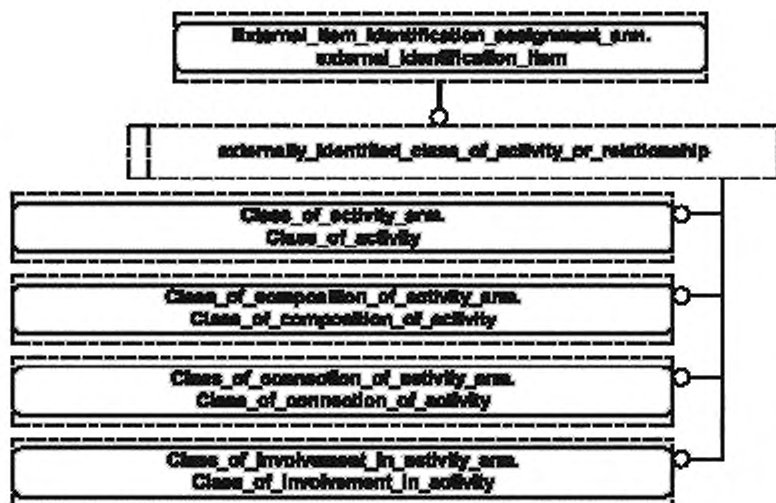 External_item_identification_assignment_arm.
external_identification_item
externally_identified_class_of_activity_or_relationship
Class_of_activity_arm.
Class_of_activity
Class_of_composition_of_activity_arm.
Class_of_composition_of_activity
Class_of_connection_of_activity_arm.
Class_of_connection_of_activity
Class_of_involvement_in_activity_arm.
Class_of_involvement_in_activity